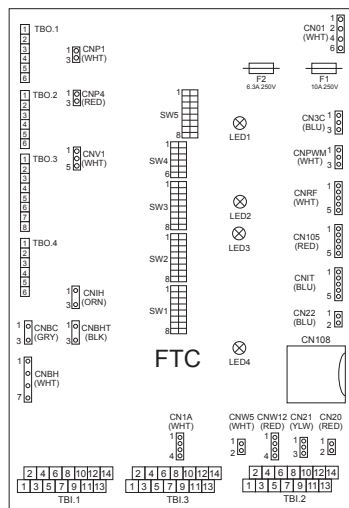 TBO.1
1
2
3
4
5
6
CNP1
(WHT)
1
3
CN01
(WHT)
1
2
4
6
F2
6.3A 250V
F1
10A 250V
TBO.2
1
2
3
4
5
6
CNP4
(RED)
1
3
SW5
1
8
LED1
CN3C
(BLU)
1
3
TBO.3
1
2
3
4
5
6
7
8
CNV1
(WHT)
1
5
SW4
1
6
CNPWM
(WHT)
1
3
SW3
1
8
LED2
CNRF
(WHT)
1
5
TBO.4
1
2
3
4
5
6
SW2
1
8
LED3
CN105
(RED)
1
5
CNIH
(ORN)
1
3
SW1
1
8
CNIT
(BLU)
1
5
CNBC
(GRY)
1
3
CNBHT
(BLK)
1
3
CN22
(BLU)
1
2
FTC
LED4
CN108
CNBH
(WHT)
1
7
CN1A
(WHT)
1
4
CNW5
(WHT)
1
2
CNW12
(RED)
1
4
CN21
(YLW)
1
3
CN20
(RED)
1
3
2 4 6 8 10 12 14
1 3 5 7 9 11 13
TBI.1
2 4 6 8 10 12 14
1 3 5 7 9 11 13
TBI.3
2 4 6 8 10 12 14
1 3 5 7 9 11 13
TBI.2